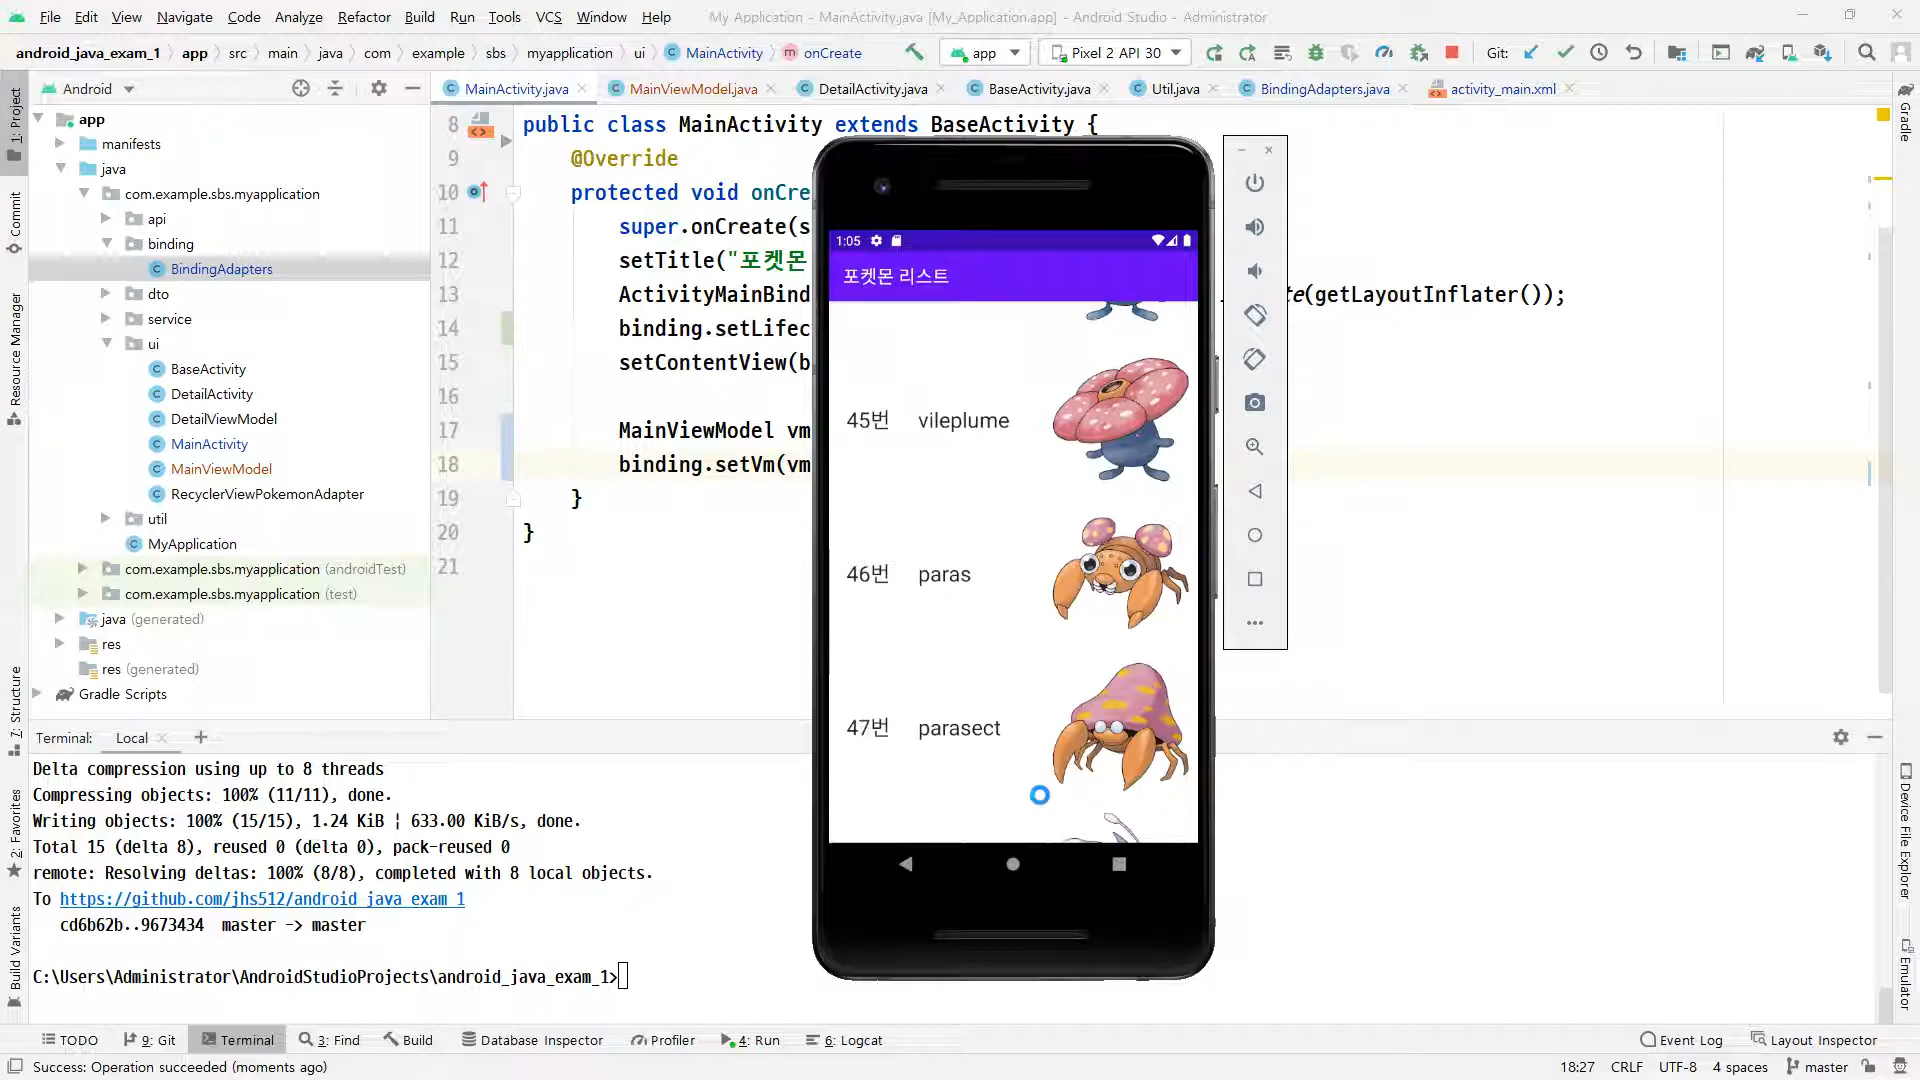 File Edit View Navigate Code Analyze Refactor Build Run Tools VCS Window Help
My Application - MainActivity.java [My_Application.app] - Android Studio - Administrator
android_java_exam_1 app src main java com example sbs myapplication ui MainActivity onCreate
app Pixel 2 API 30 Git:
Android
MainActivity.java MainViewModel.java DetailActivity.java BaseActivity.java Util.java BindingAdapters.java activity_main.xml
1: Project
Commit
Resource Manager
7: Structure
2: Favorites
Build Variants
Gradle
Device File Explorer
Emulator
app
manifests
java
com.example.sbs.myapplication
api
binding
BindingAdapters
dto
service
ui
BaseActivity
DetailActivity
DetailViewModel
MainActivity
MainViewModel
RecyclerViewPokemonAdapter
util
MyApplication
com.example.sbs.myapplication (androidTest)
com.example.sbs.myapplication (test)
java (generated)
res
res (generated)
Gradle Scripts
8 public class MainActivity extends BaseActivity {
9 @Override
10 protected void onCre
11 super.onCreate(s
12 setTitle("포켓몬
13 ActivityMainBind te(getLayoutInflater());
14 binding.setLifec
15 setContentView(b
16
17 MainViewModel vm
18 binding.setVm(vm
19 }
20 }
21
1:05
포켓몬 리스트
45번 vileplume
46번 paras
47번 parasect
Terminal: Local
Delta compression using up to 8 threads
Compressing objects: 100% (11/11), done.
Writing objects: 100% (15/15), 1.24 KiB ¦ 633.00 KiB/s, done.
Total 15 (delta 8), reused 0 (delta 0), pack-reused 0
remote: Resolving deltas: 100% (8/8), completed with 8 local objects.
To https://github.com/jhs512/android_java_exam_1
cd6b62b..9673434 master -> master
C:\Users\Administrator\AndroidStudioProjects\android_java_exam_1>
TODO 9: Git Terminal 3: Find Build Database Inspector Profiler 4: Run 6: Logcat Event Log Layout Inspector
Success: Operation succeeded (moments ago) 18:27 CRLF UTF-8 4 spaces master